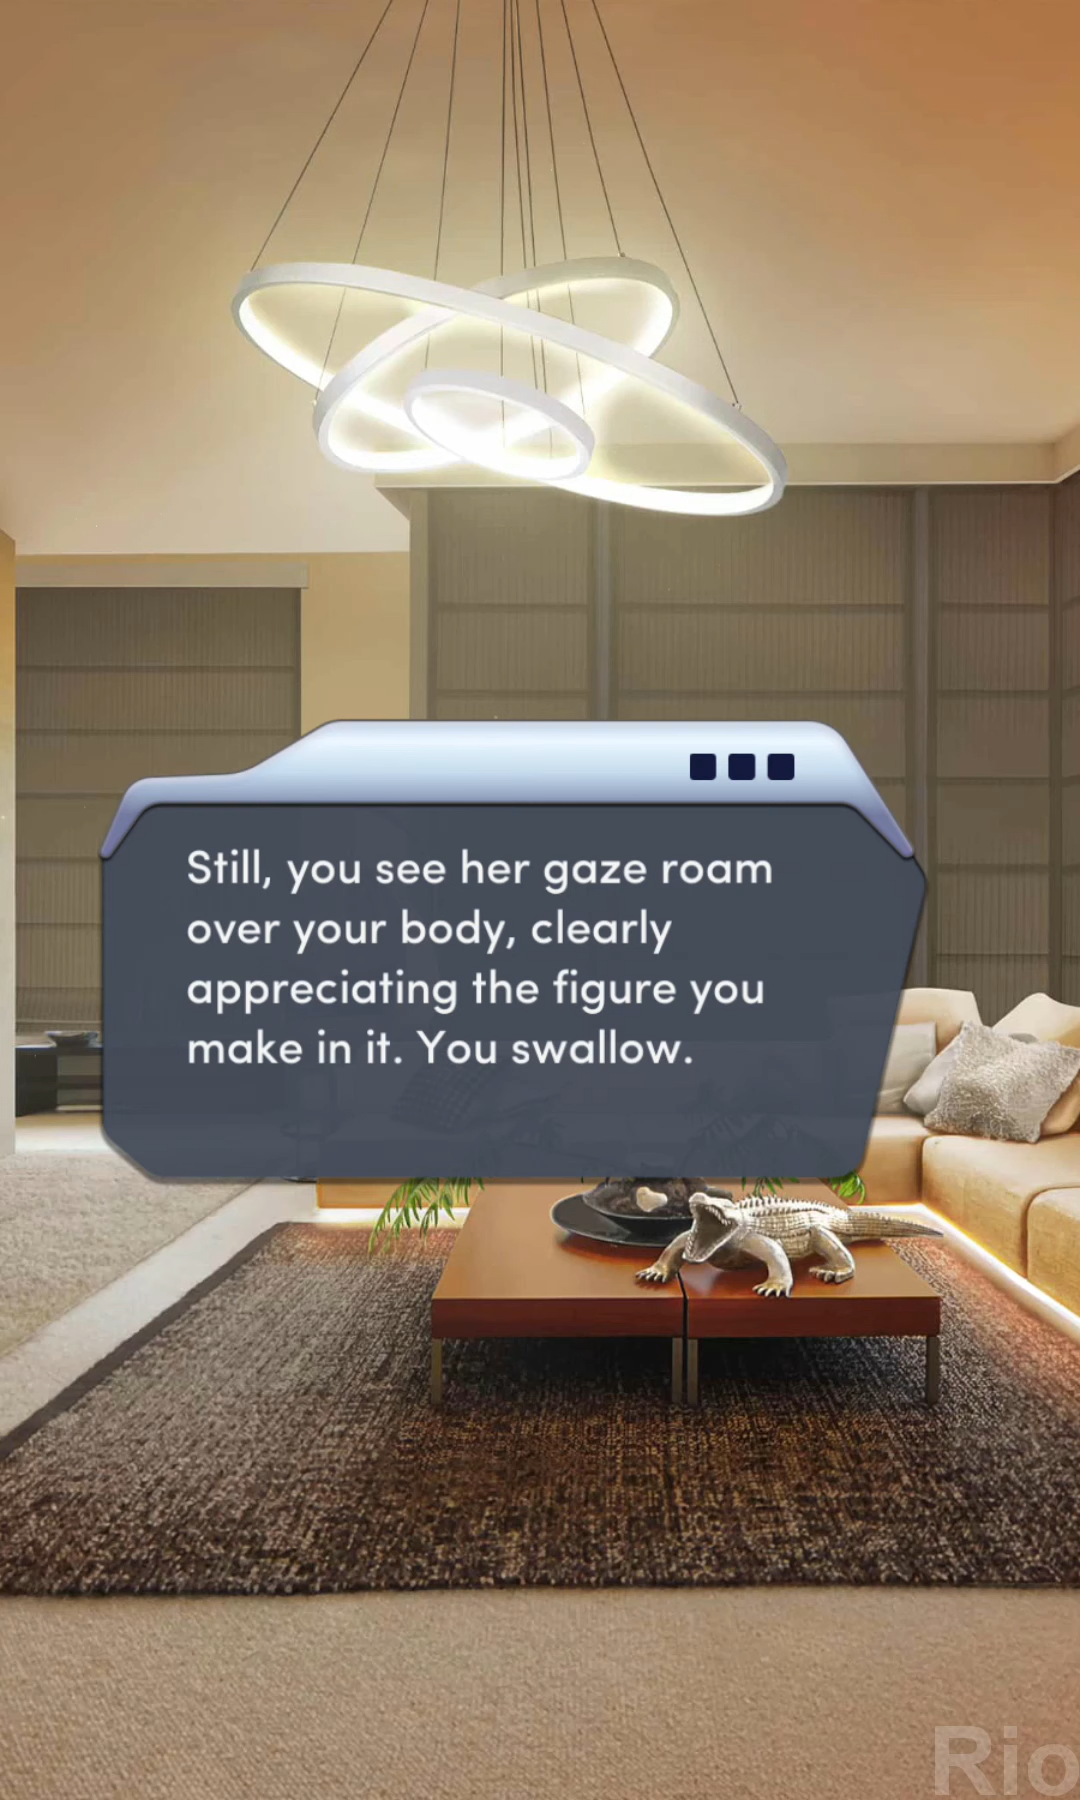 Still, you see her gaze roam
over your body, clearly
appreciating the figure you
make in it. You swallow.
Rio